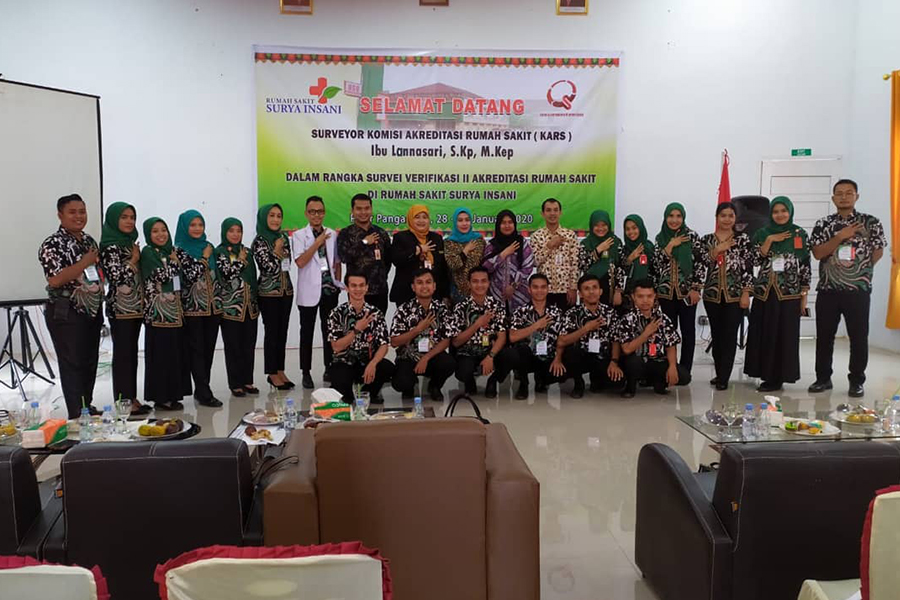 RUMAH SAKIT
SURYA INSANI
SELAMAT DATANG
SURVEYOR KOMISI AKREDITASI RUMAH SAKIT ( KARS )
Ibu Lannasari, S.Kp, M.Kep
DALAM RANGKA SURVEI VERIFIKASI II AKREDITASI RUMAH SAKIT
DI RUMAH SAKIT SURYA INSANI
28 2020